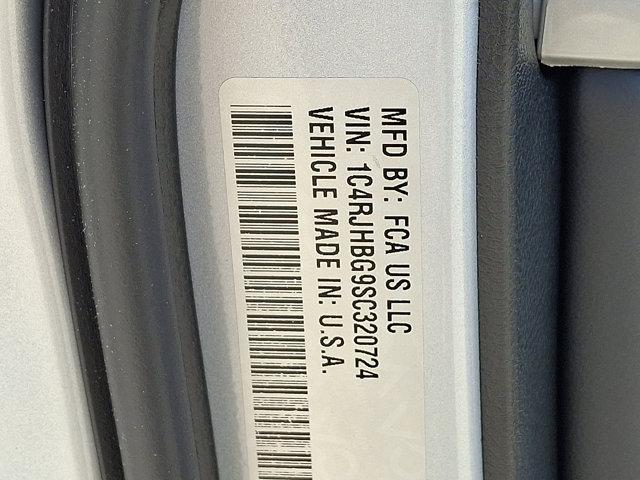 MFD BY: FCA US LLC
VIN: 1C4RJHBG9SC320724
VEHICLE MADE IN: U.S.A.